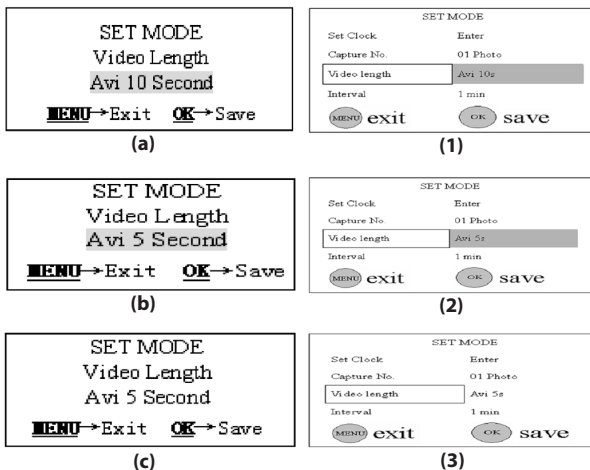 SET MODE
Video Length
Avi 10 Second
MENU→Exit OK→Save
(a)
SET MODE
Set Clock Enter
Capture No. 01 Photo
Video length Avi 10s
Interval 1 min
MENU exit OK save
(1)
SET MODE
Video Length
Avi 5 Second
MENU→Exit OK→Save
(b)
SET MODE
Set Clock Enter
Capture No. 01 Photo
Video length Avi 5s
Interval 1 min
MENU exit OK save
(2)
SET MODE
Video Length
Avi 5 Second
MENU→Exit OK→Save
(c)
SET MODE
Set Clock Enter
Capture No. 01 Photo
Video length Avi 5s
Interval 1 min
MENU exit OK save
(3)